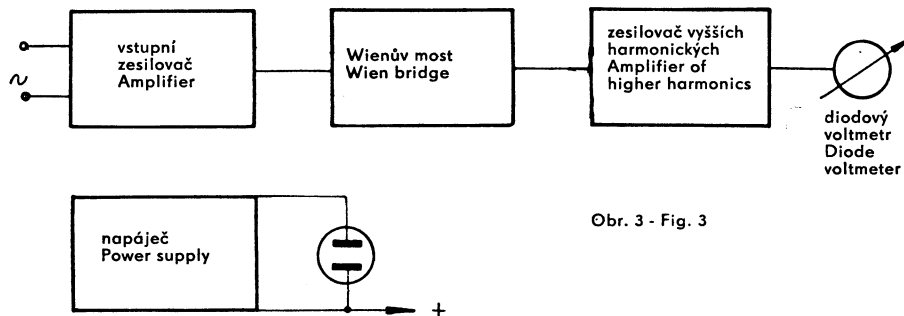 vstupní
zesilovač
Amplifier
Wienův most
Wien bridge
zesilovač vyšších
harmonických
Amplifier of
higher harmonics
diodový
voltmetr
Diode
voltmeter
~
napáječ
Power supply
+
Obr. 3 - Fig. 3